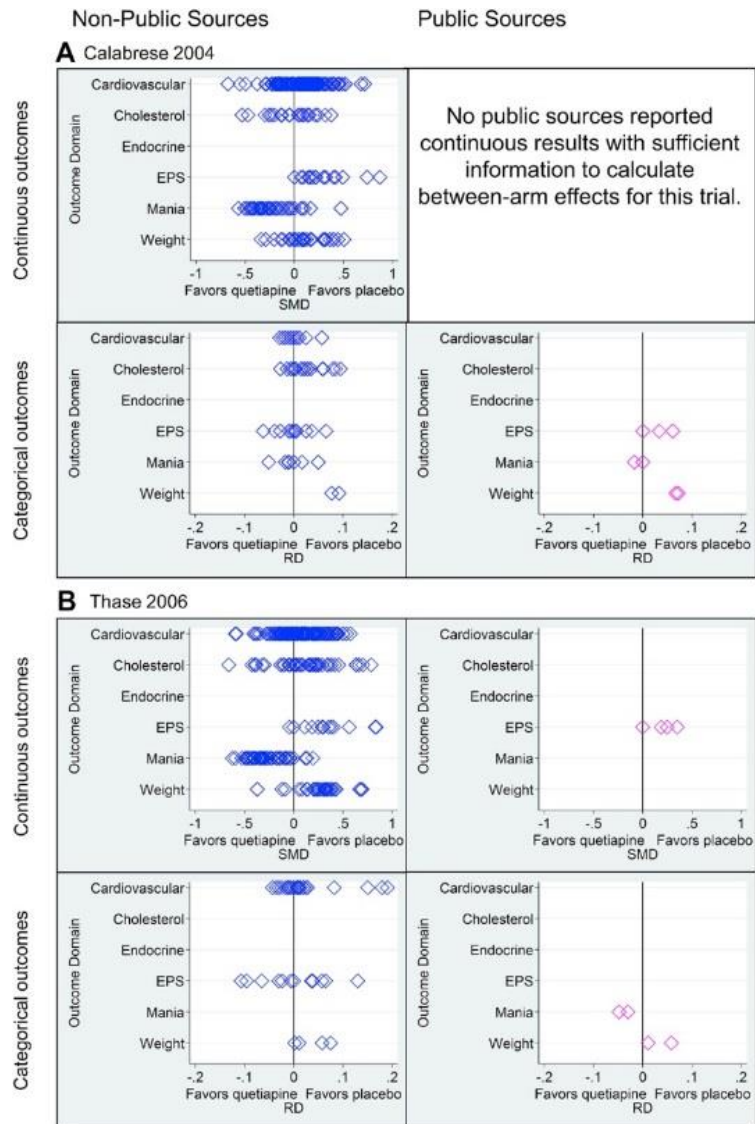 Non-Public Sources
Public Sources
A Calabrese 2004
Continuous outcomes
Outcome Domain
Cardiovascular
Cholesterol
Endocrine
EPS
Mania
Weight
-1 -.5 0 .5 1
Favors quetiapine Favors placebo
SMD
No public sources reported
continuous results with sufficient
information to calculate
between-arm effects for this trial.
Categorical outcomes
Outcome Domain
Cardiovascular
Cholesterol
Endocrine
EPS
Mania
Weight
-.2 -.1 0 .1 .2
Favors quetiapine Favors placebo
RD
Outcome Domain
Cardiovascular
Cholesterol
Endocrine
EPS
Mania
Weight
-.2 -.1 0 .1 .2
Favors quetiapine Favors placebo
RD
B Thase 2006
Continuous outcomes
Outcome Domain
Cardiovascular
Cholesterol
Endocrine
EPS
Mania
Weight
-1 -.5 0 .5 1
Favors quetiapine Favors placebo
SMD
Outcome Domain
Cardiovascular
Cholesterol
Endocrine
EPS
Mania
Weight
-1 -.5 0 .5 1
Favors quetiapine Favors placebo
SMD
Categorical outcomes
Outcome Domain
Cardiovascular
Cholesterol
Endocrine
EPS
Mania
Weight
-.2 -.1 0 .1 .2
Favors quetiapine Favors placebo
RD
Outcome Domain
Cardiovascular
Cholesterol
Endocrine
EPS
Mania
Weight
-.2 -.1 0 .1 .2
Favors quetiapine Favors placebo
RD